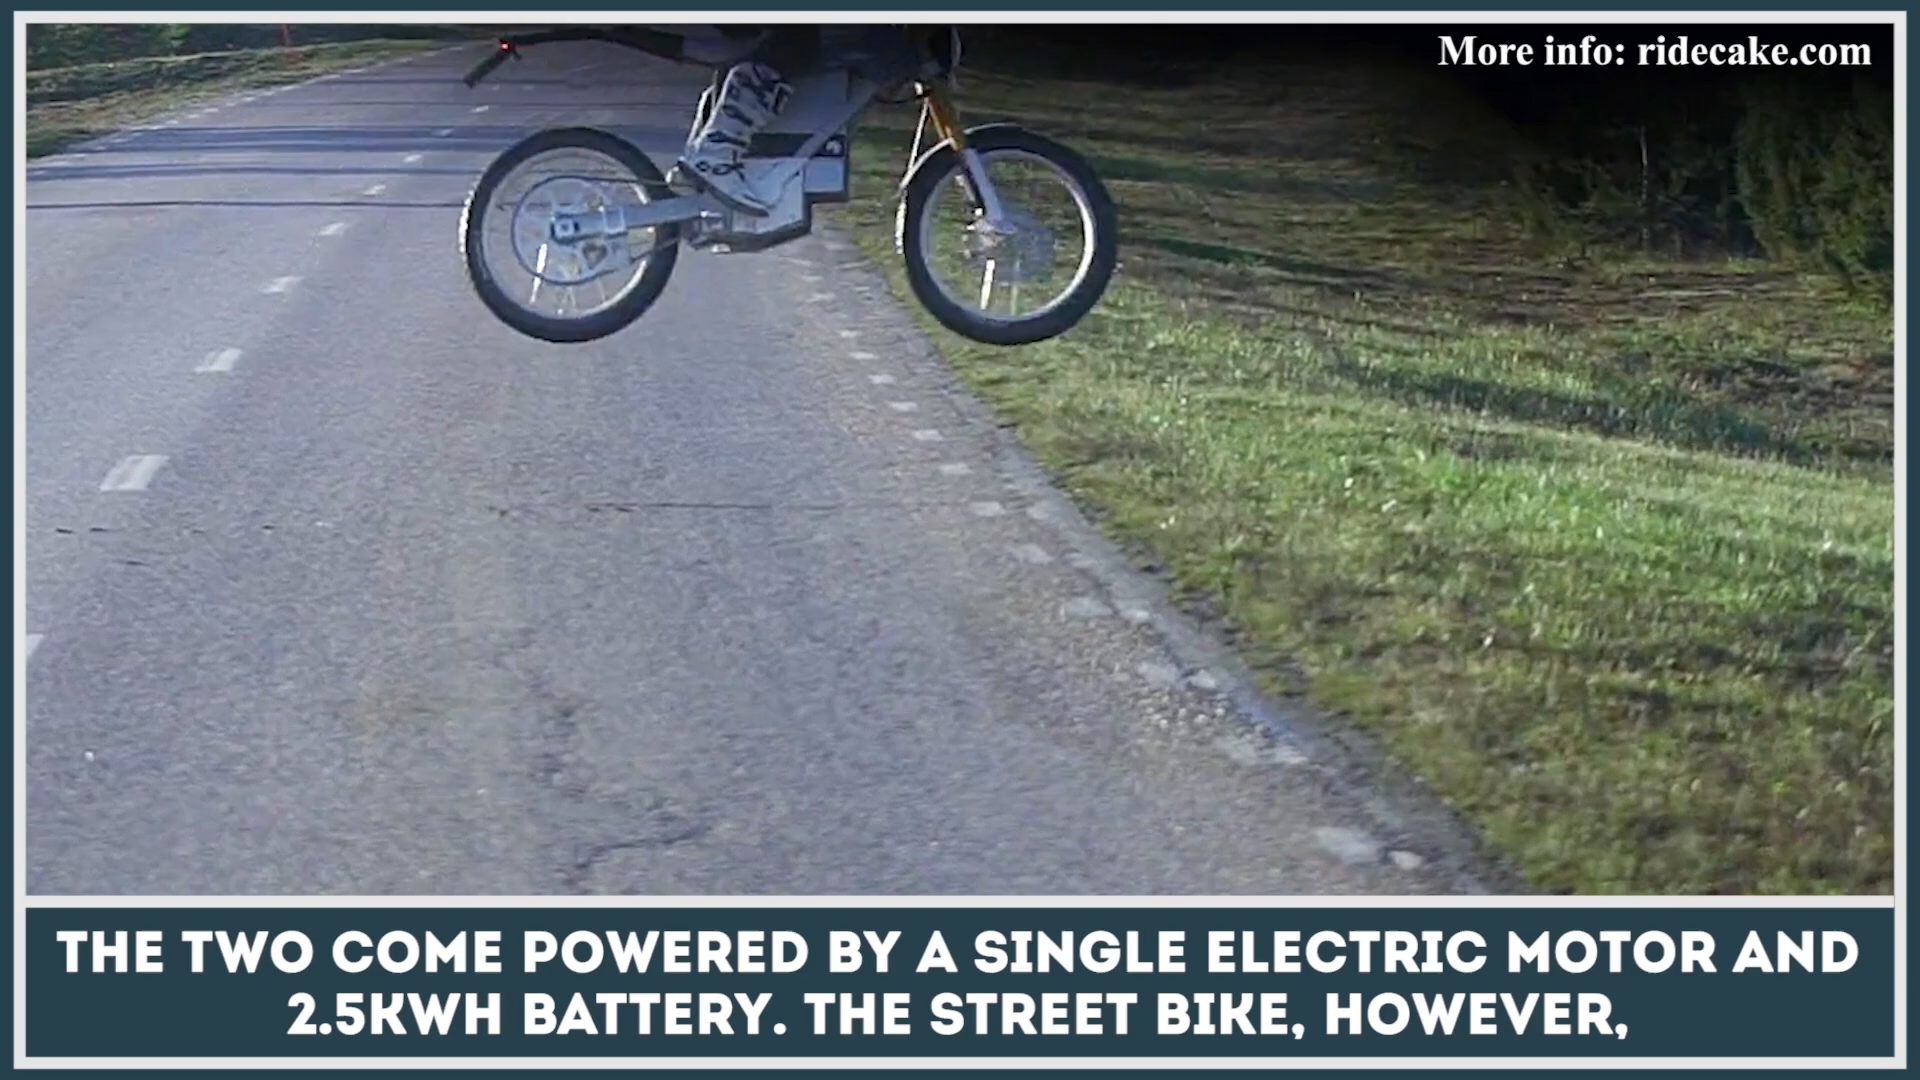 More info: ridecake.com
THE TWO COME POWERED BY A SINGLE ELECTRIC MOTOR AND
2.5KWH BATTERY. THE STREET BIKE, HOWEVER,